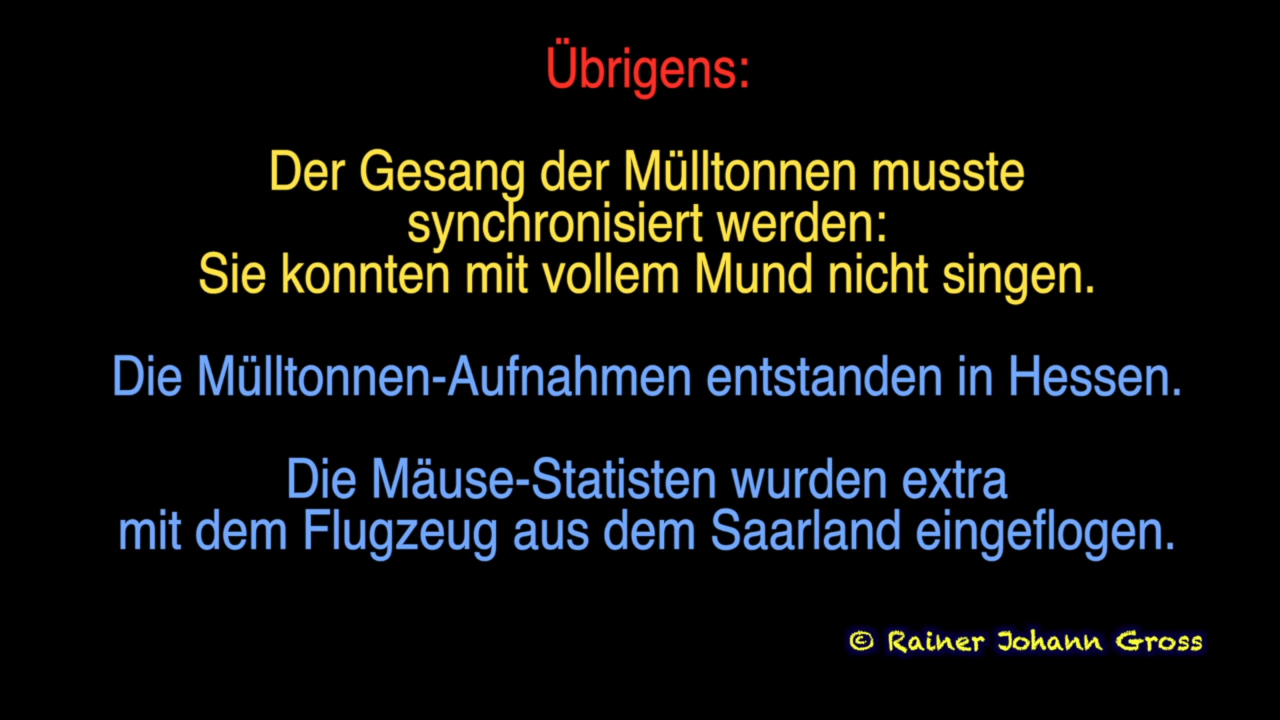 Übrigens:
Der Gesang der Mülltonnen musste
synchronisiert werden:
Sie konnten mit vollem Mund nicht singen.
Die Mülltonnen-Aufnahmen entstanden in Hessen.
Die Mäuse-Statisten wurden extra
mit dem Flugzeug aus dem Saarland eingeflogen.
© Rainer Johann Gross